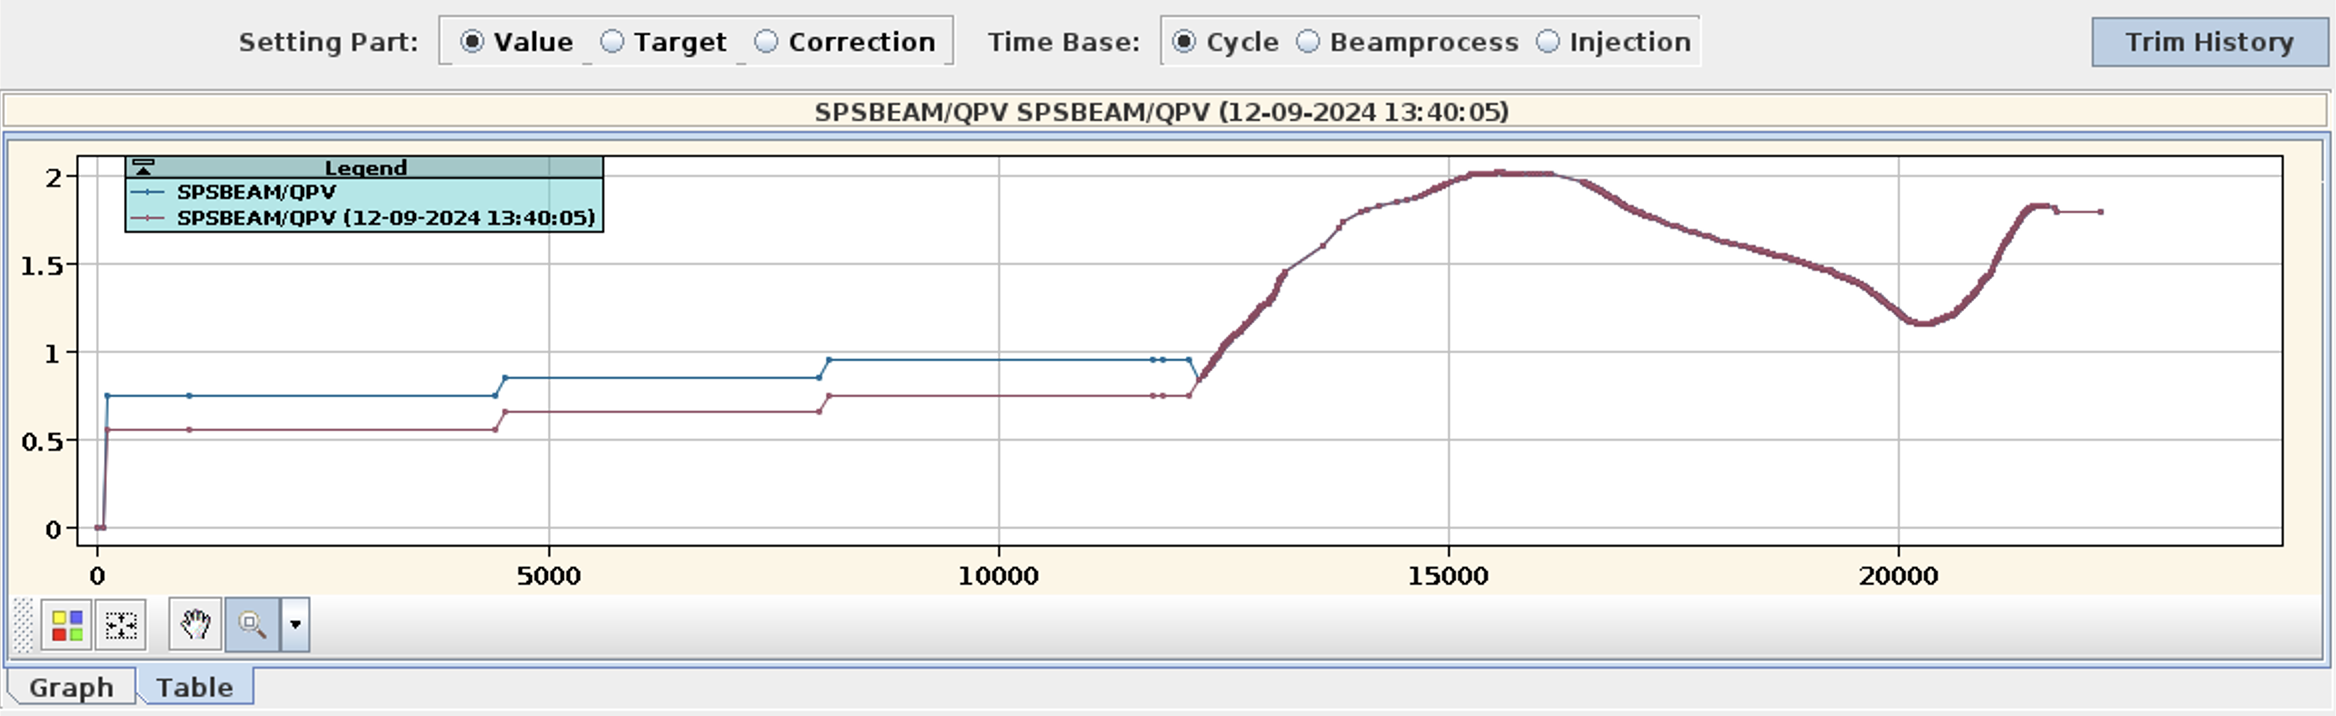 Setting Part: Value Target Correction Time Base: Cycle Beamprocess Injection Trim History
SPSBEAM/QPV SPSBEAM/QPV (12-09-2024 13:40:05)
Legend
SPSBEAM/QPV
SPSBEAM/QPV (12-09-2024 13:40:05)
2
1.5
1
0.5
0
0 5000 10000 15000 20000
Graph Table